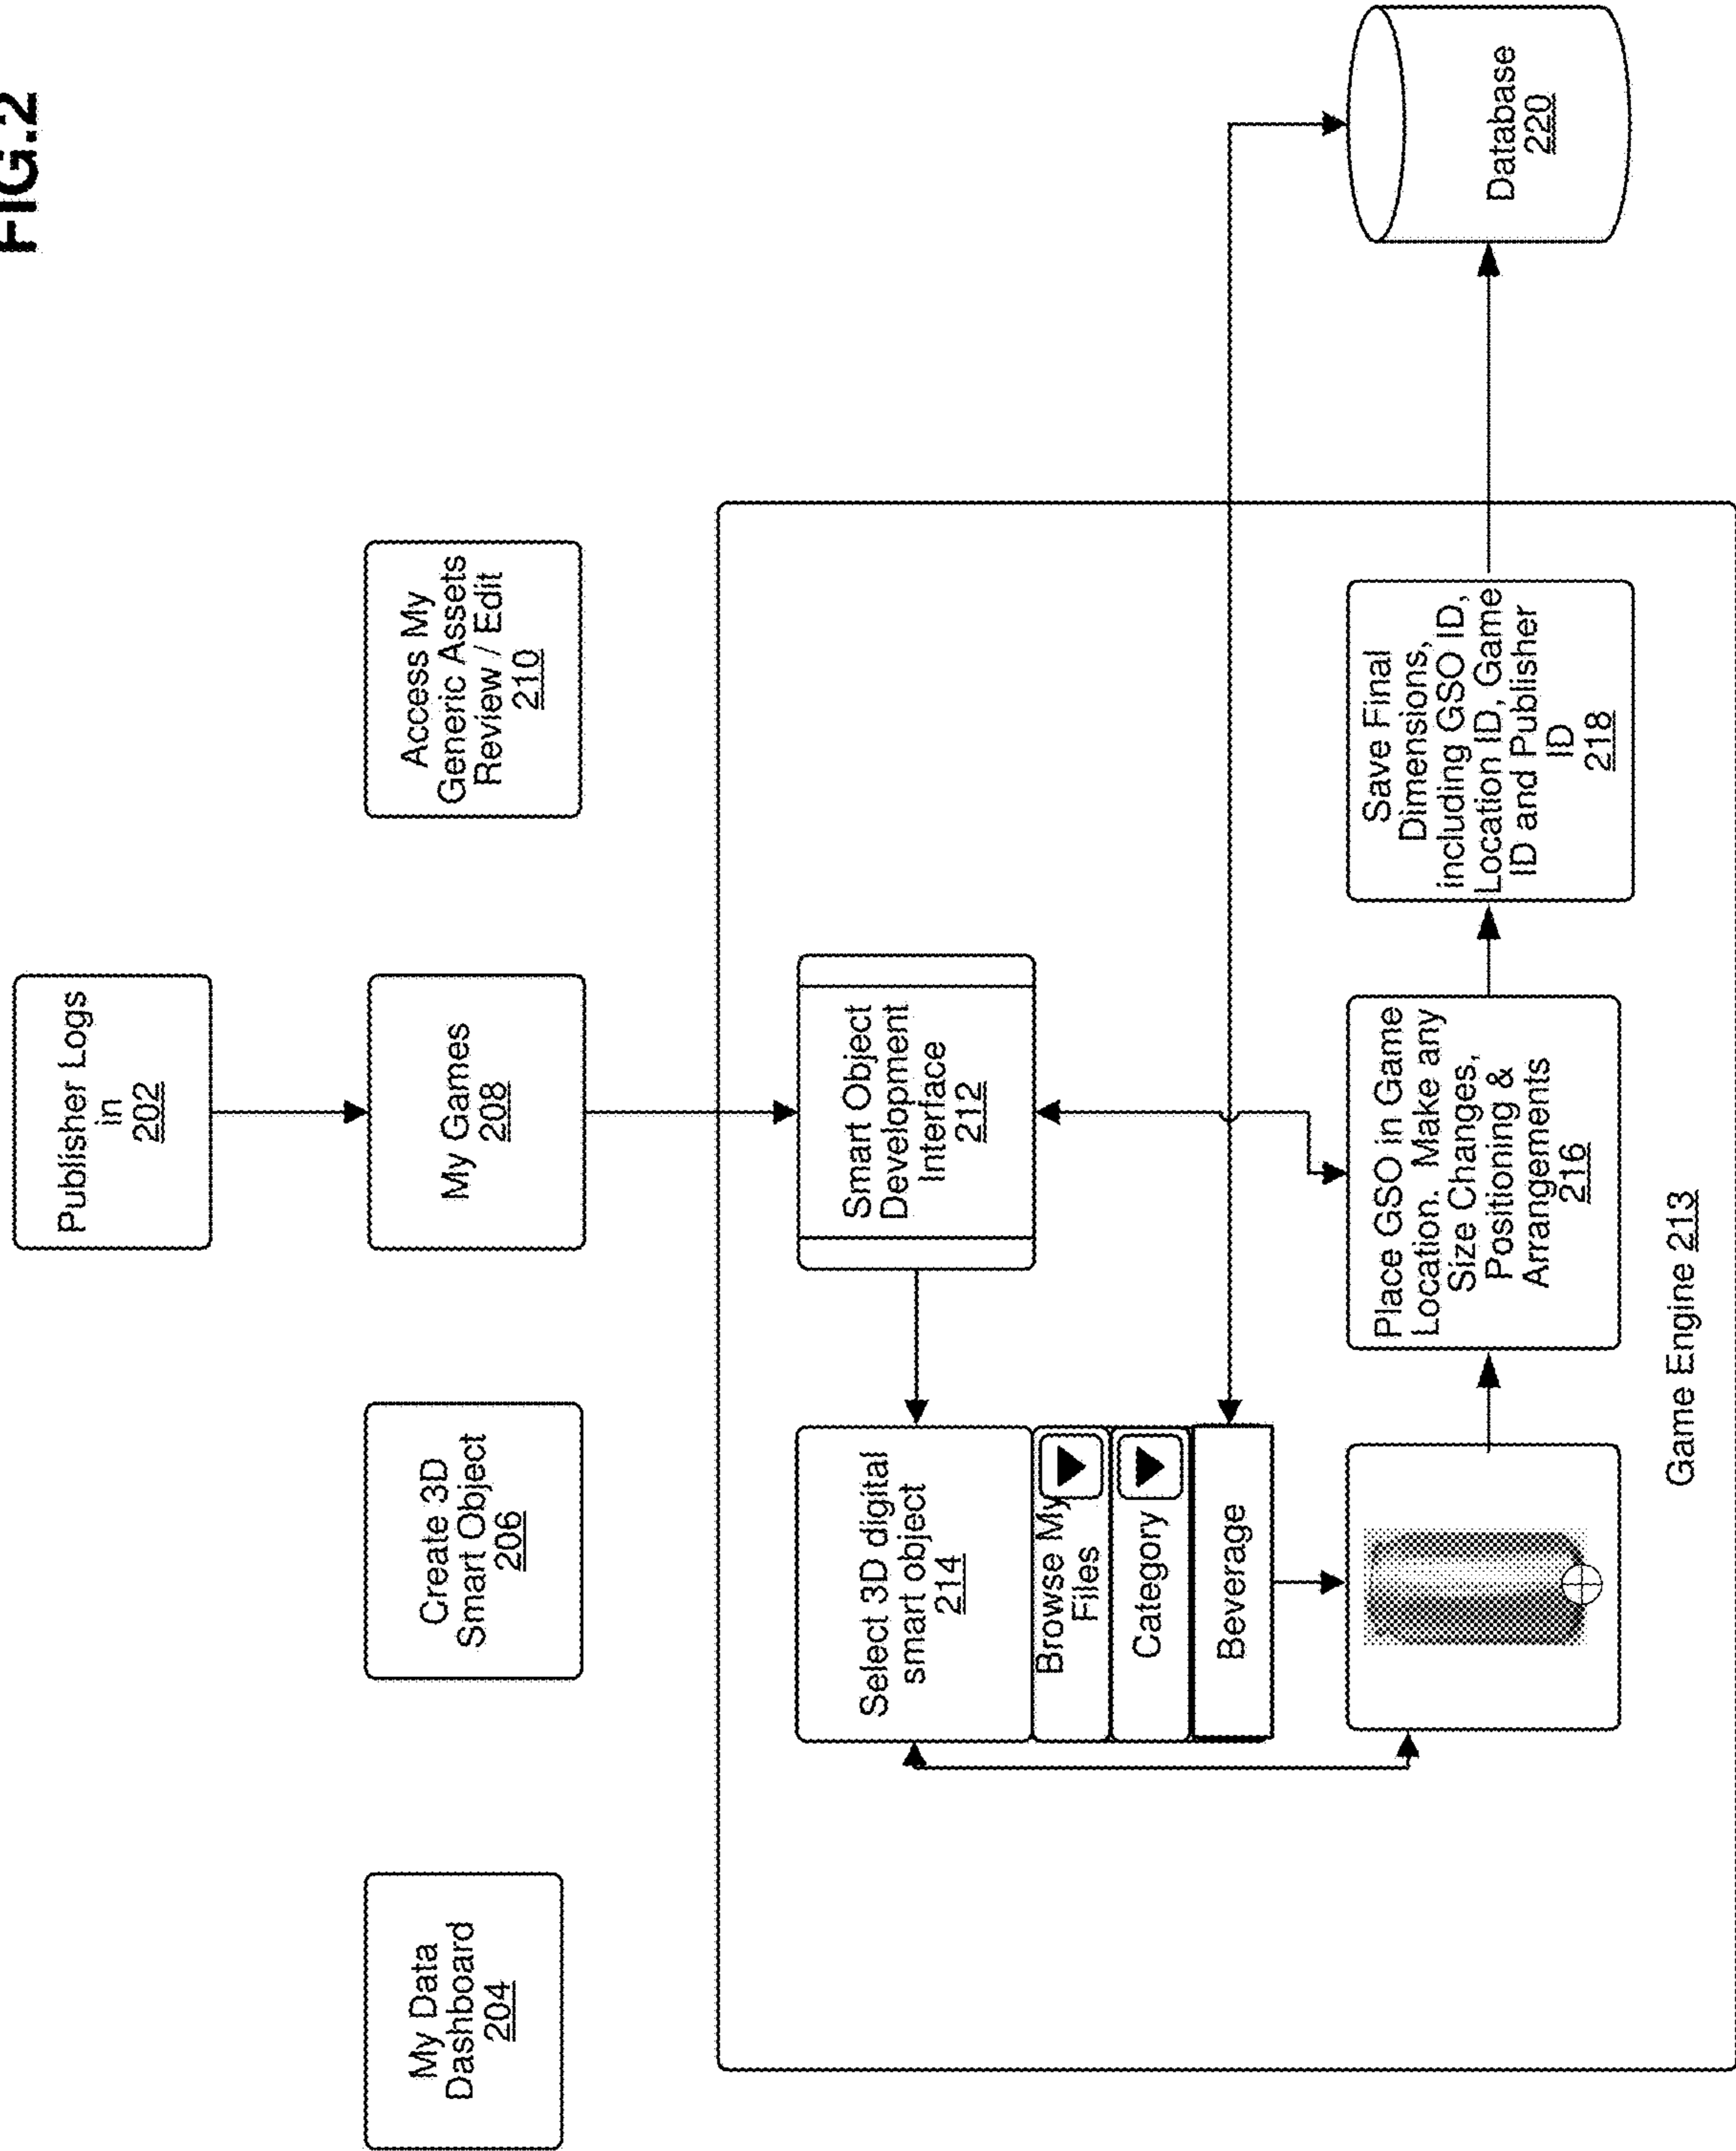 FIG.2
Publisher Logs
in
202
My Data
Dashboard
204
Create 3D
Smart Object
206
My Games
208
Access My
Generic Assets
Review / Edit
210
Smart Object
Development
Interface
212
Select 3D digital
smart object
214
Browse My
Files
Category
Beverage
Place GSO in Game
Location. Make any
Size Changes,
Positioning &
Arrangements
216
Save Final
Dimensions,
including GSO ID,
Location ID, Game
ID and Publisher
ID
218
Database
220
Game Engine 213